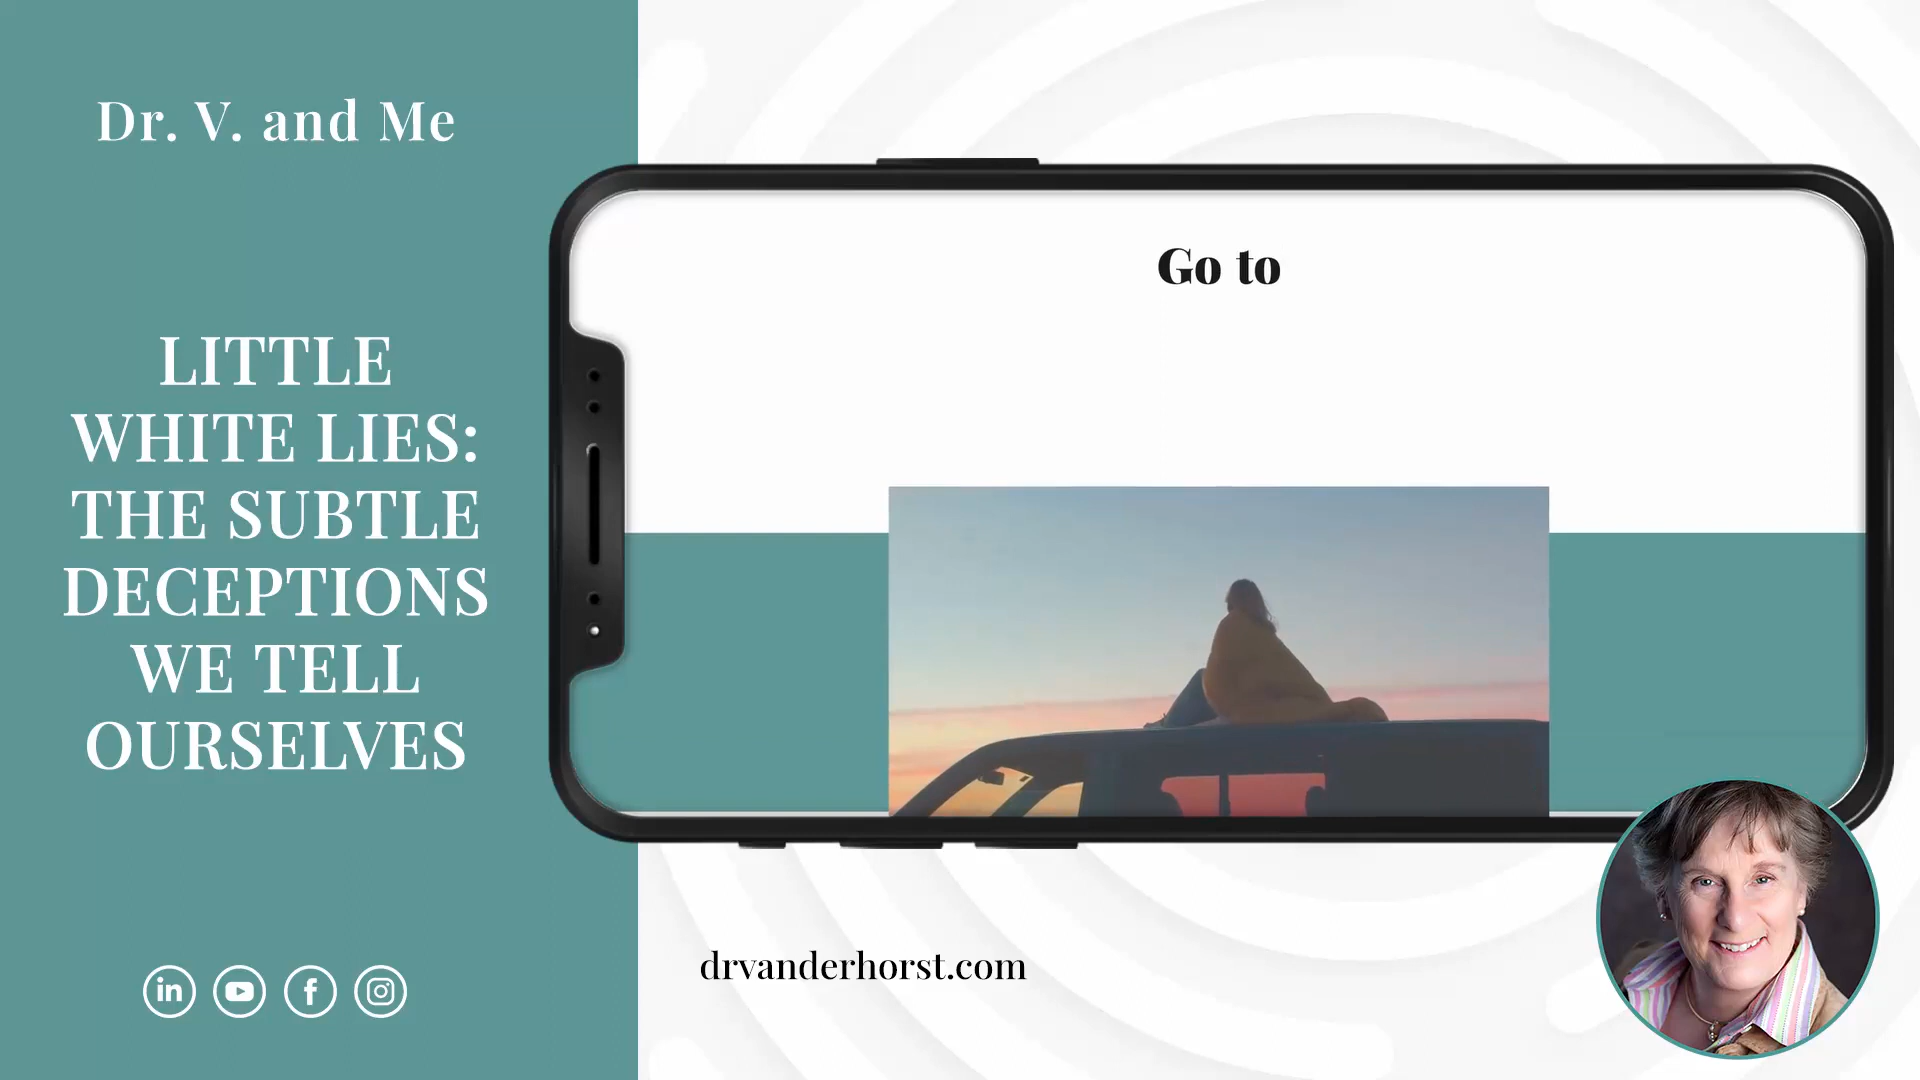 Dr. V. and Me
LITTLE
WHITE LIES:
THE SUBTLE
DECEPTIONS
WE TELL
OURSELVES
Go to
drvanderhorst.com